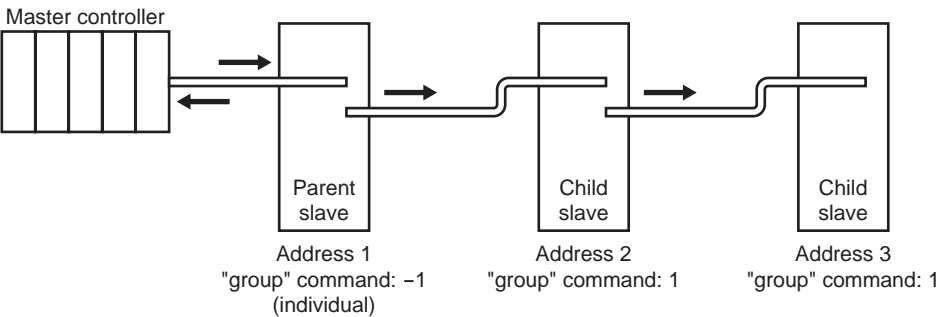 Master controller
Parent
slave
Child
slave
Child
slave
Address 1
"group" command: −1
(individual)
Address 2
"group" command: 1
Address 3
"group" command: 1